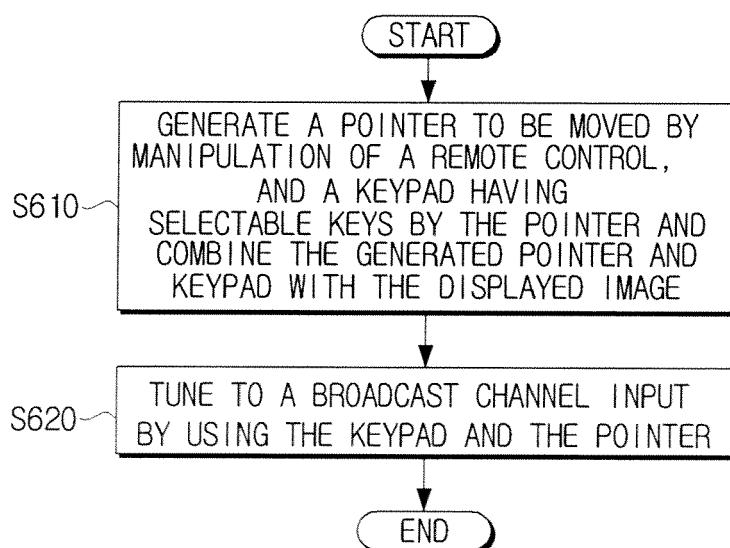 START
GENERATE A POINTER TO BE MOVED BY
MANIPULATION OF A REMOTE CONTROL,
AND A KEYPAD HAVING
S610
SELECTABLE KEYS BY THE POINTER AND
COMBINE THE GENERATED POINTER AND
KEYPAD WITH THE DISPLAYED IMAGE
TUNE TO A BROADCAST CHANNEL INPUT
S620
BY USING THE KEYPAD AND THE POINTER
END